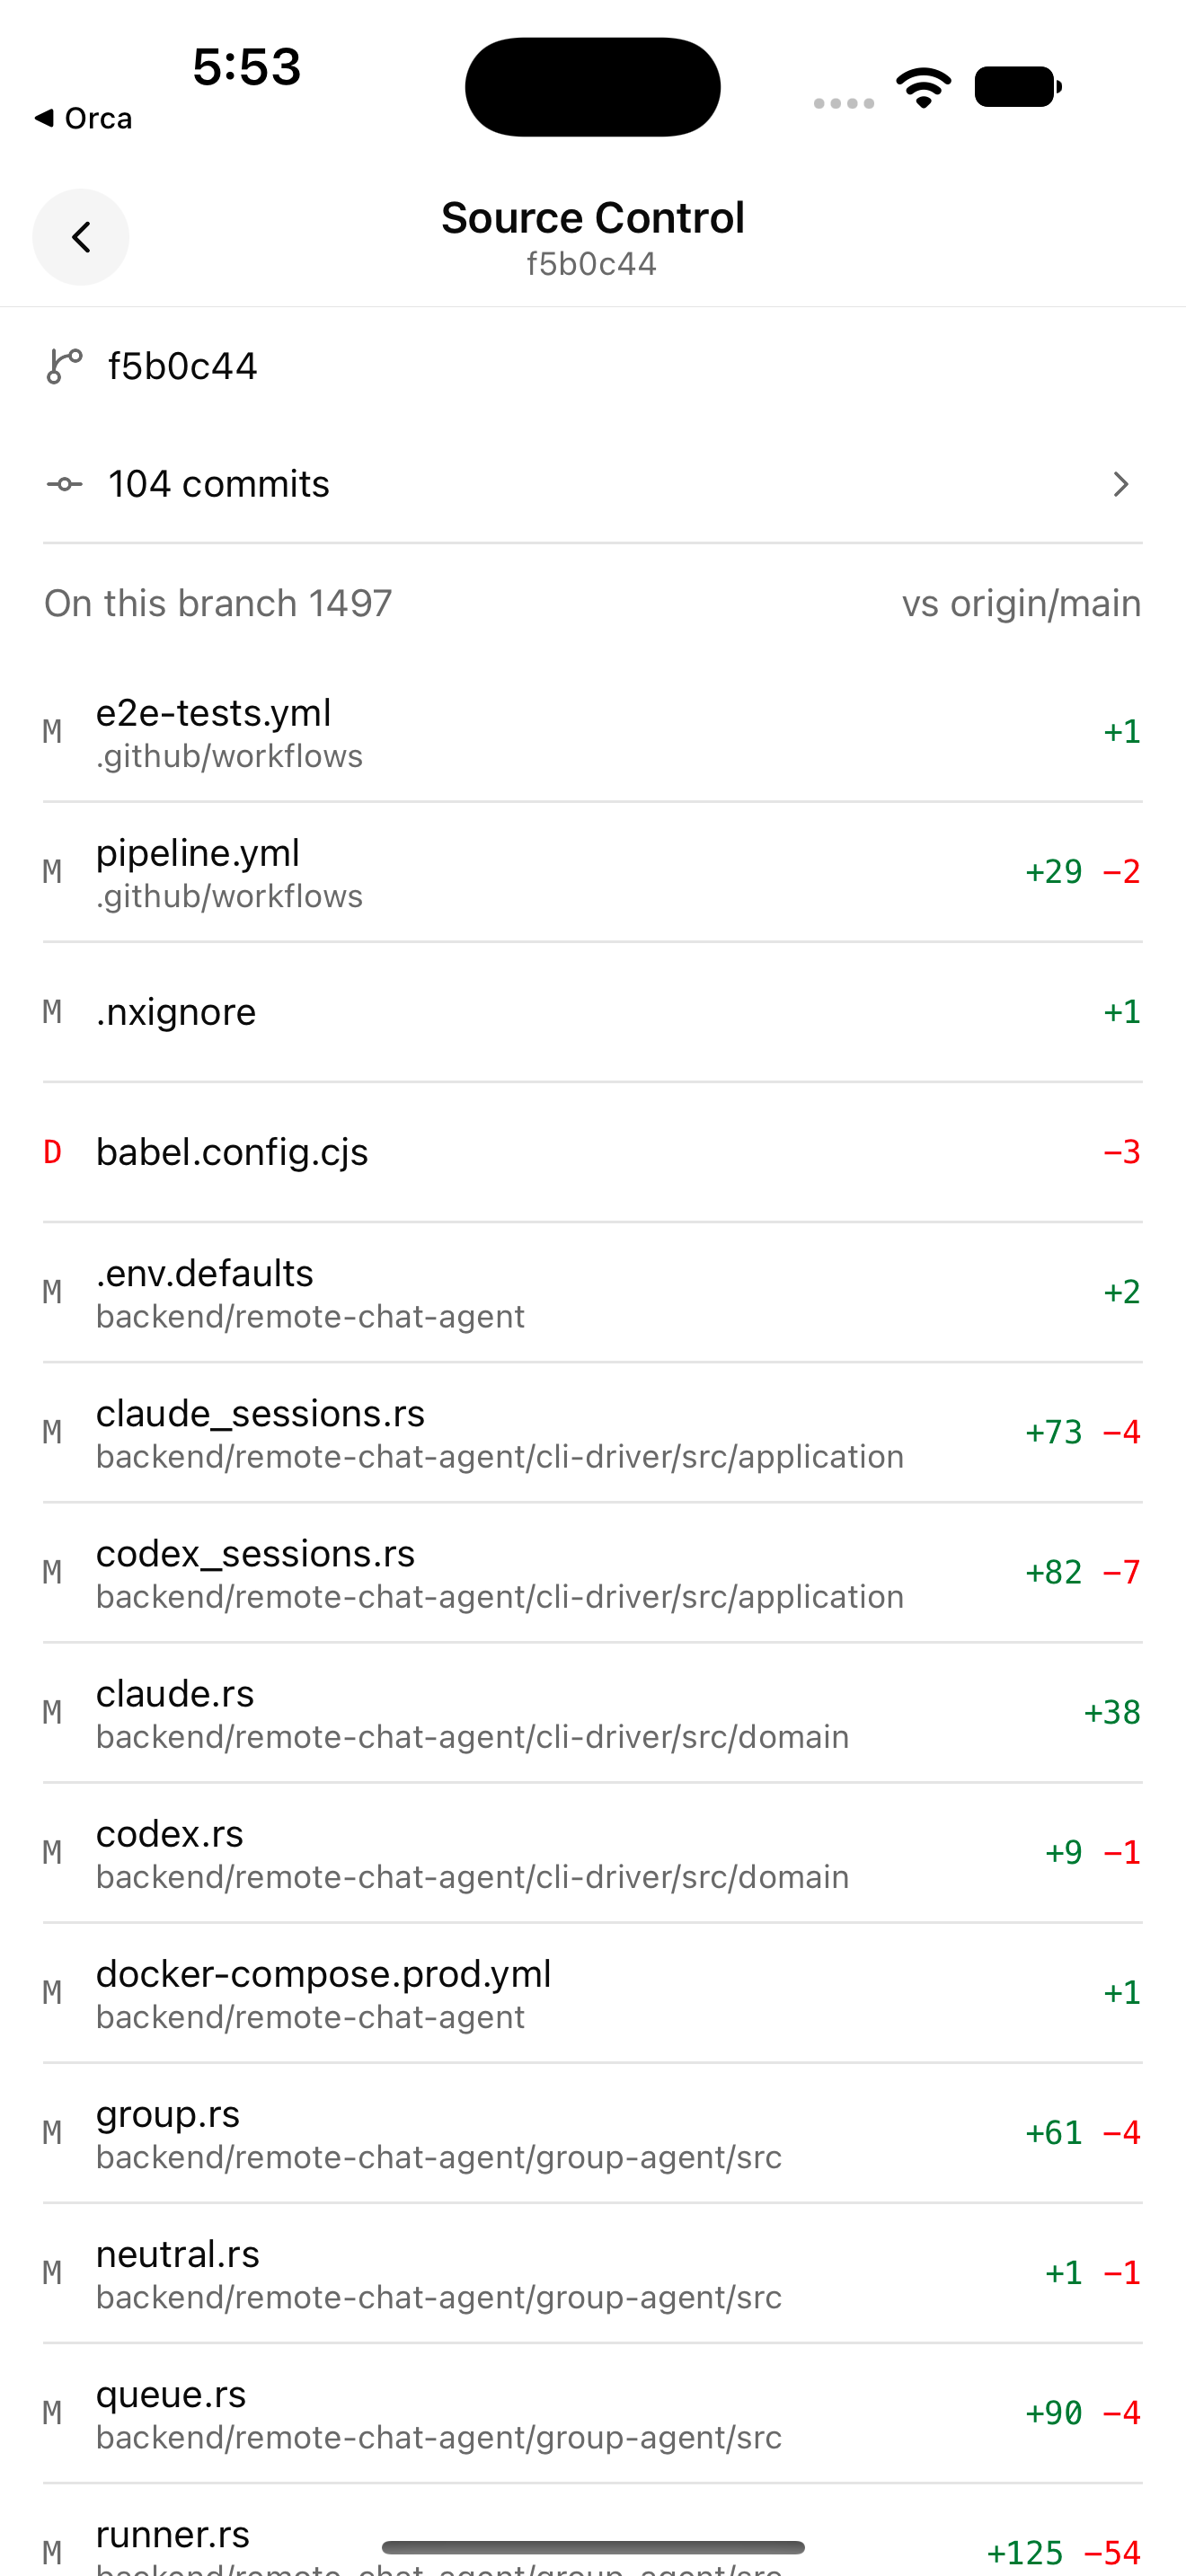 5:53
◀ Orca
Source Control
f5b0c44
f5b0c44
104 commits
On this branch 1497 vs origin/main
M e2e-tests.yml +1
.github/workflows
M pipeline.yml +29 −2
.github/workflows
M .nxignore +1
D babel.config.cjs −3
M .env.defaults +2
backend/remote-chat-agent
M claude_sessions.rs +73 −4
backend/remote-chat-agent/cli-driver/src/application
M codex_sessions.rs +82 −7
backend/remote-chat-agent/cli-driver/src/application
M claude.rs +38
backend/remote-chat-agent/cli-driver/src/domain
M codex.rs +9 −1
backend/remote-chat-agent/cli-driver/src/domain
M docker-compose.prod.yml +1
backend/remote-chat-agent
M group.rs +61 −4
backend/remote-chat-agent/group-agent/src
M neutral.rs +1 −1
backend/remote-chat-agent/group-agent/src
M queue.rs +90 −4
backend/remote-chat-agent/group-agent/src
M runner.rs +125 −54
backend/remote-chat-agent/group-agent/src